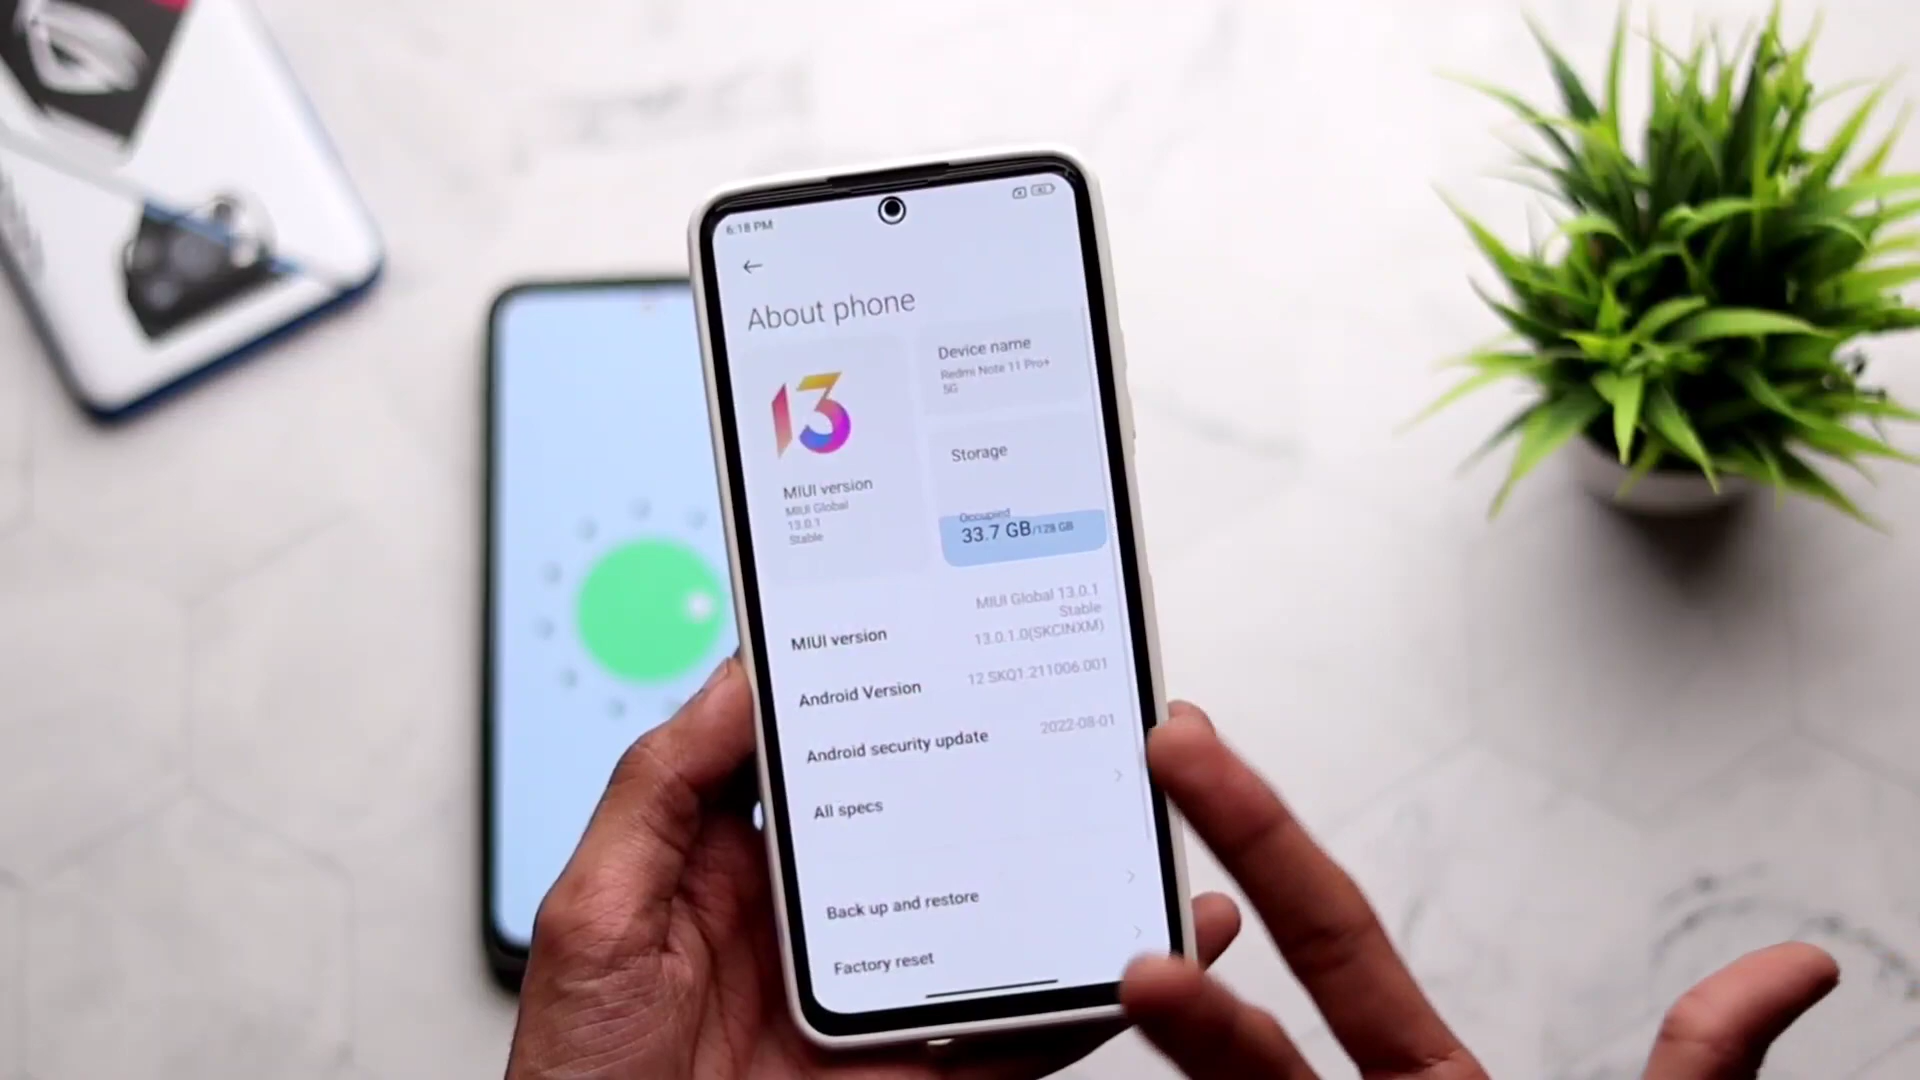 6:18 PM
About phone
13
MIUI version
MIUI Global
13.0.1
Stable
Device name
Redmi Note 11 Pro+
5G
Storage
Occupied
33.7 GB/128 GB
MIUI version
MIUI Global 13.0.1
Stable
13.0.1.0(SKCINXM)
Android Version
12 SKQ1.211006.001
Android security update
2022-08-01
All specs
Back up and restore
Factory reset